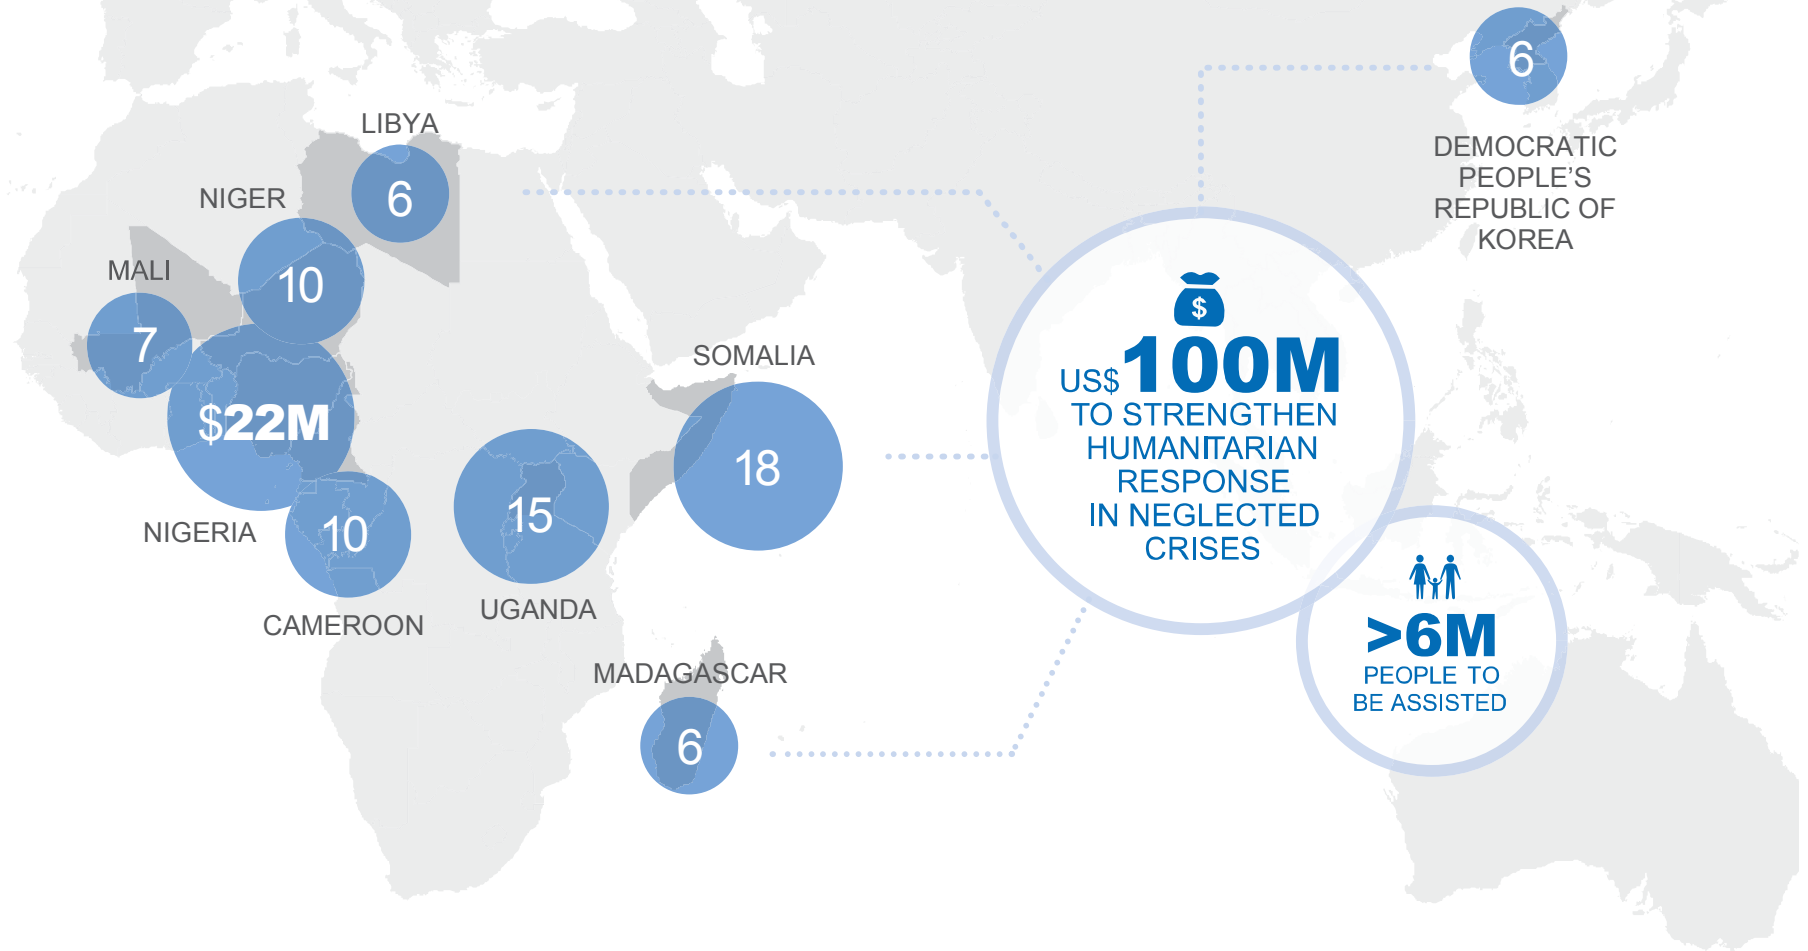 6
DEMOCRATIC
PEOPLE'S
REPUBLIC OF
KOREA
LIBYA
6
NIGER
10
MALI
7
$22M
NIGERIA
10
CAMEROON
15
UGANDA
SOMALIA
18
MADAGASCAR
6
$
US$ 100M
TO STRENGTHEN
HUMANITARIAN
RESPONSE
IN NEGLECTED
CRISES
>6M
PEOPLE TO
BE ASSISTED